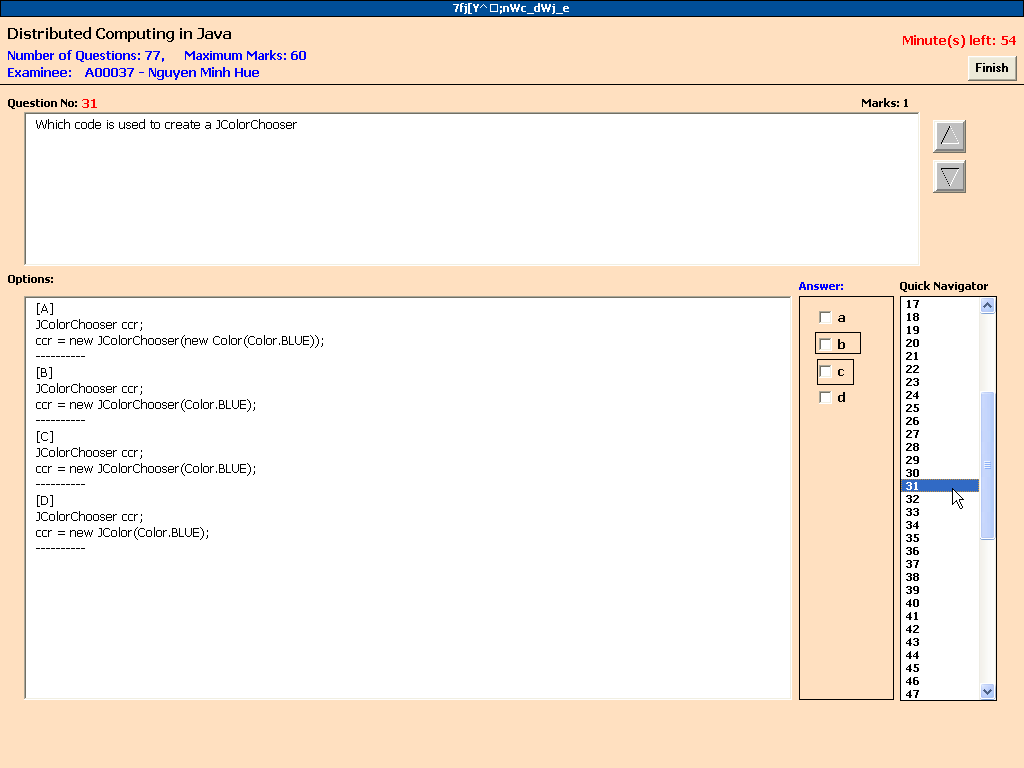 7fj[Y^□;nWc_dWj_e
Distributed Computing in Java
Number of Questions: 77, Maximum Marks: 60
Minute(s) left: 54
Examinee: A00037 - Nguyen Minh Hue
Finish
Question No: 31
Marks: 1
Which code is used to create a JColorChooser
Options:
[A]
JColorChooser ccr;
ccr = new JColorChooser(new Color(Color.BLUE));
----------
[B]
JColorChooser ccr;
ccr = new JColorChooser(Color.BLUE);
----------
[C]
JColorChooser ccr;
ccr = new JColorChooser(Color.BLUE);
----------
[D]
JColorChooser ccr;
ccr = new JColor(Color.BLUE);
----------
Answer:
a
b
c
d
Quick Navigator
17
18
19
20
21
22
23
24
25
26
27
28
29
30
31
32
33
34
35
36
37
38
39
40
41
42
43
44
45
46
47